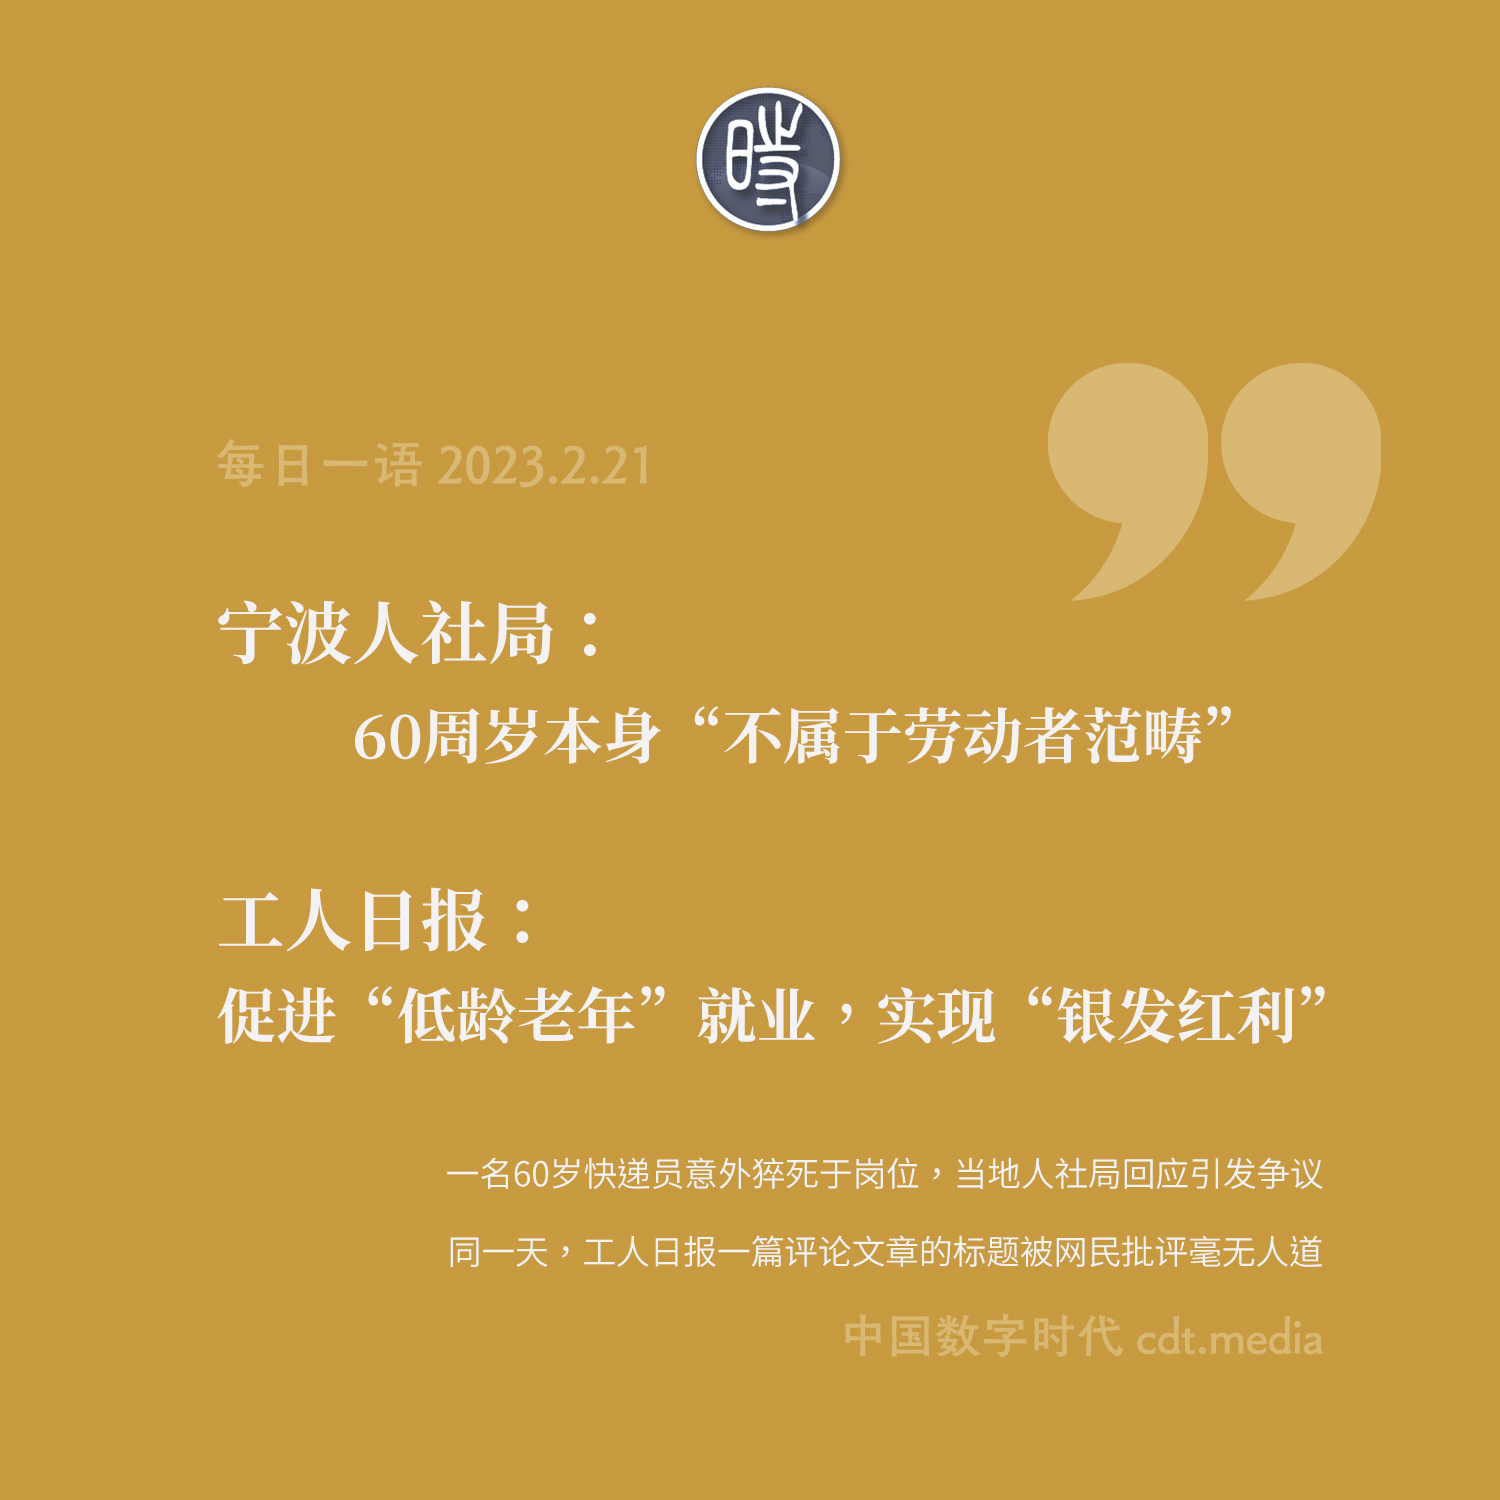 時
每日一语 2023.2.21
宁波人社局：
60周岁本身“不属于劳动者范畴”
工人日报：
促进“低龄老年”就业，实现“银发红利”
一名60岁快递员意外猝死于岗位，当地人社局回应引发争议
同一天，工人日报一篇评论文章的标题被网民批评毫无人道
中国数字时代 cdt.media